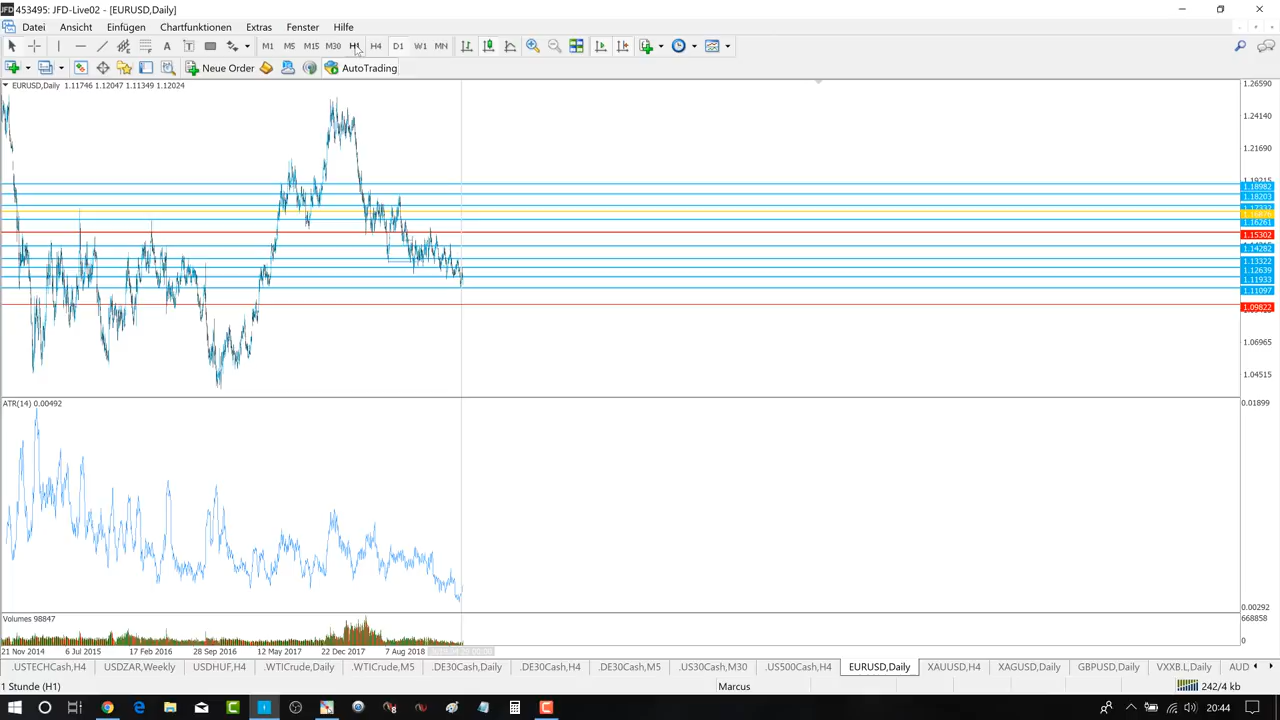 453495: JFD-Live02 - [EURUSD,Daily]
Datei Ansicht Einfügen Chartfunktionen Extras Fenster Hilfe
M1 M5 M15 M30 H1 H4 D1 W1 MN
New Order AutoTrading
EURUSD,Daily 1.11746 1.12047 1.11349 1.12024
1.26590
1.24140
1.21690
1.18982
1.18203
1.16261
1.15302
1.14282
1.13322
1.12639
1.11933
1.11097
1.09822
1.06965
1.04515
ATR(14) 0.00492
0.01899
0.00292
Volumes 98847
668858
0
21 Nov 2014 6 Jul 2015 17 Feb 2016 28 Sep 2016 12 May 2017 22 Dec 2017 7 Aug 2018
.USTECHCash,H4 USDZAR,Weekly USDHUF,H4 .WTICrude,Daily .WTICrude,M5 .DE30Cash,Daily .DE30Cash,H4 .DE30Cash,M5 .US30Cash,M30 .US500Cash,H4 EURUSD,Daily XAUUSD,H4 XAGUSD,Daily GBPUSD,Daily VXXB.L,Daily AUD
1 Stunde (H1) Marcus 242/4 kb
20:44